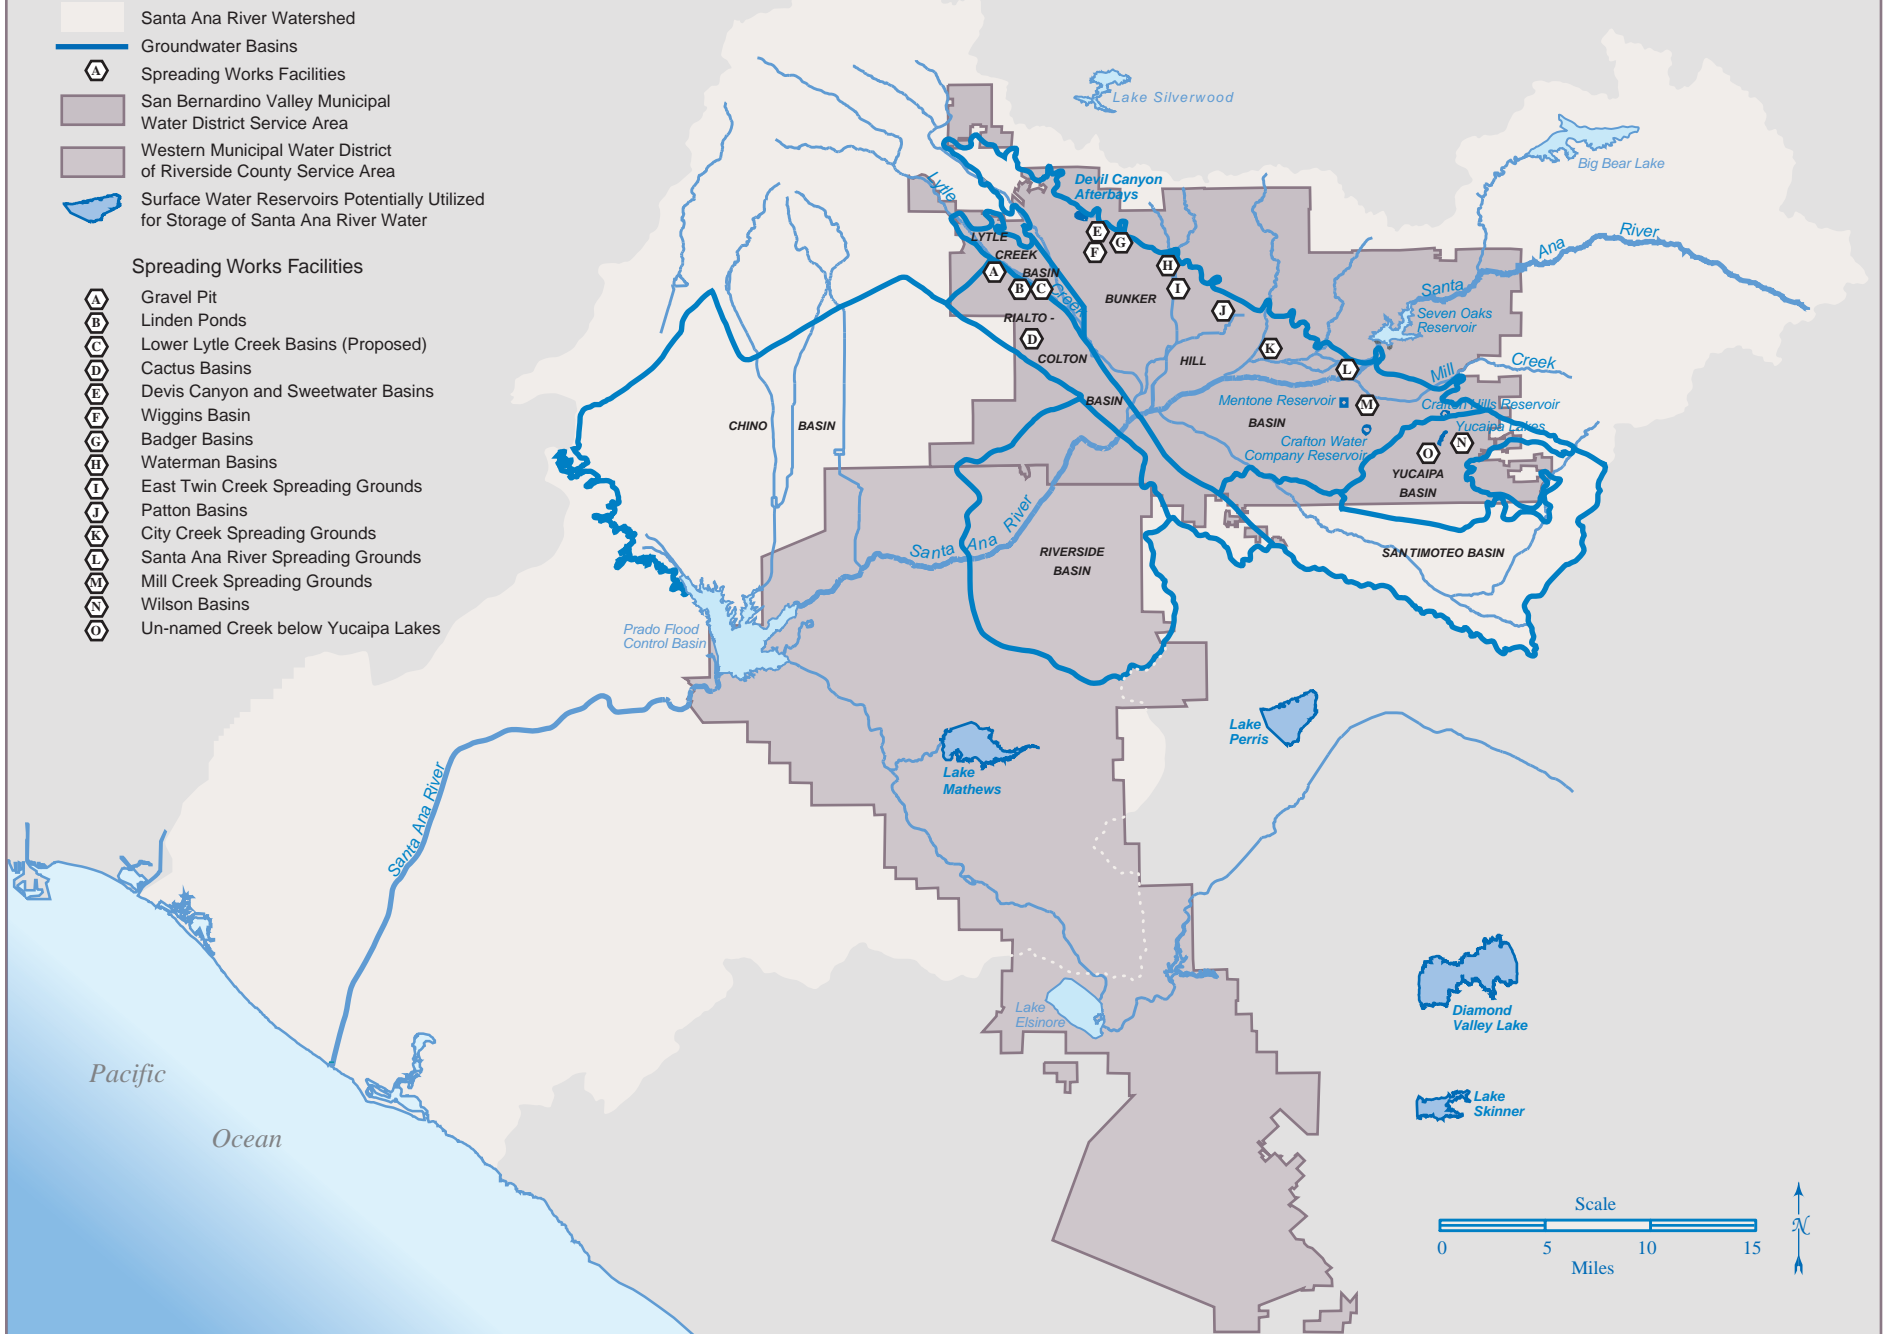 Santa Ana River Watershed
Groundwater Basins
A Spreading Works Facilities
San Bernardino Valley Municipal
Water District Service Area
Western Municipal Water District
of Riverside County Service Area
Surface Water Reservoirs Potentially Utilized
for Storage of Santa Ana River Water
Spreading Works Facilities
A Gravel Pit
B Linden Ponds
C Lower Lytle Creek Basins (Proposed)
D Cactus Basins
E Devis Canyon and Sweetwater Basins
F Wiggins Basin
G Badger Basins
H Waterman Basins
I East Twin Creek Spreading Grounds
J Patton Basins
K City Creek Spreading Grounds
L Santa Ana River Spreading Grounds
M Mill Creek Spreading Grounds
N Wilson Basins
O Un-named Creek below Yucaipa Lakes
Lake Silverwood
Big Bear Lake
Devil Canyon
Afterbays
Lytle
Creek
LYTLE
CREEK
BASIN
A
B
C
D
E
F
G
H
I
J
K
L
M
N
O
RIALTO -
COLTON
BASIN
BUNKER
HILL
BASIN
Santa
Ana
River
Seven Oaks
Reservoir
Mill
Creek
Mentone Reservoir
Crafton Hills Reservoir
Yucaipa Lakes
Crafton Water
Company Reservoir
YUCAIPA
BASIN
CHINO
BASIN
Santa
Ana
River
RIVERSIDE
BASIN
SAN TIMOTEO BASIN
Prado Flood
Control Basin
Lake
Perris
Lake
Mathews
Santa Ana River
Lake
Elsinore
Diamond
Valley Lake
Lake
Skinner
Pacific
Ocean
Scale
0
5
10
15
Miles
N